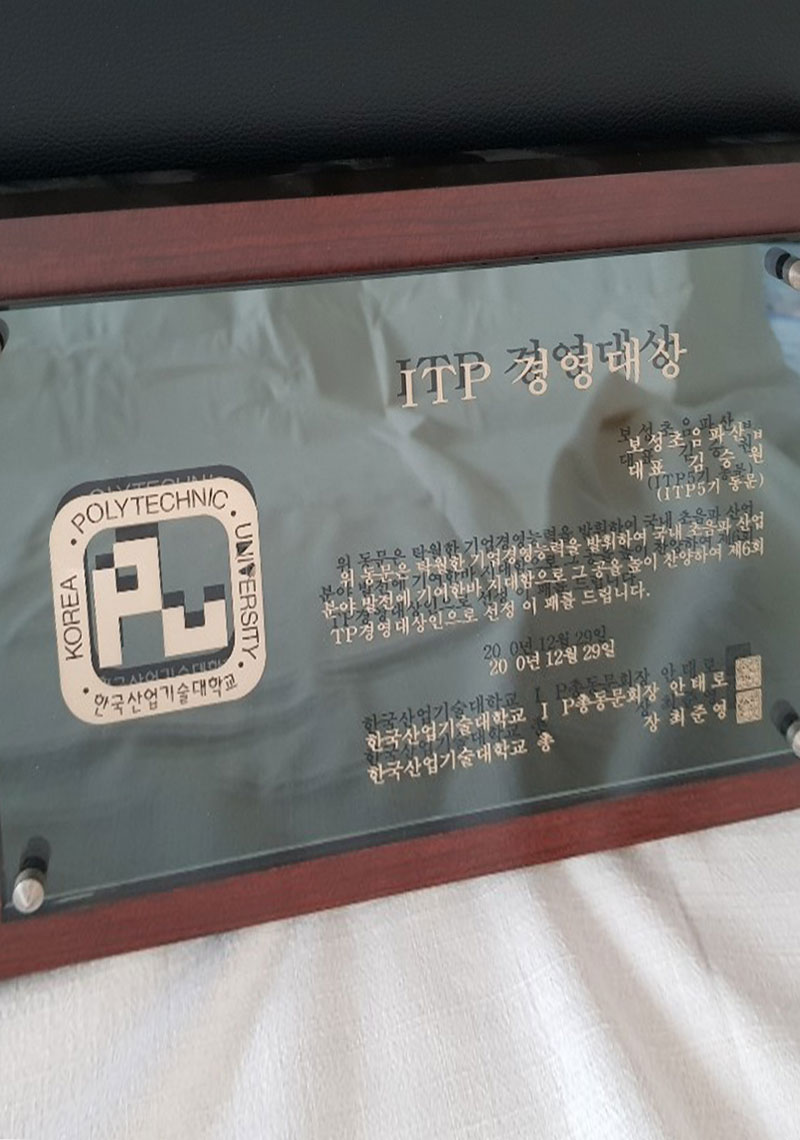 ITP 경영대상
보성초음파산업
대표 김승원
(ITP5기 동문)
KOREA POLYTECHNIC UNIVERSITY
한국산업기술대학교
위 동문은 탁월한 기업경영능력을 발휘하여 국내 초음파 산업
분야 발전에 기여한바 지대함으로 그 공을 높이 찬양하여 제6회
TP경영대상인으로 선정 이 패를 드립니다.
20 0년 12월 29일
한국산업기술대학교 I P총동문회장 안태로
한국산업기술대학교 총 장 최준영